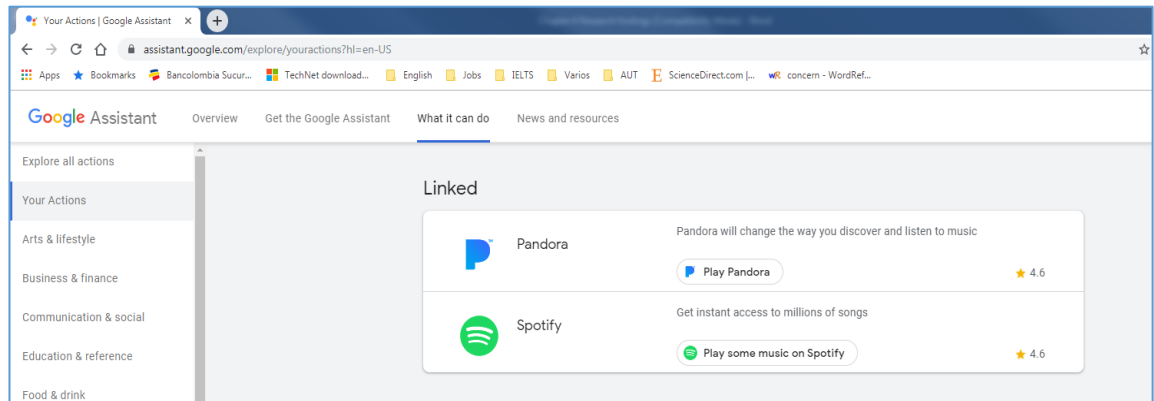 Your Actions | Google Assistant
assistant.google.com/explore/youractions?hl=en-US
Apps Bookmarks Bancolombia Sucur... TechNet download... English Jobs IELTS Varios AUT ScienceDirect.com |... concern - WordRef...
Google Assistant Overview Get the Google Assistant What it can do News and resources
Explore all actions
Your Actions
Arts & lifestyle
Business & finance
Communication & social
Education & reference
Food & drink
Linked
Pandora
Pandora will change the way you discover and listen to music
Play Pandora 4.6
Spotify
Get instant access to millions of songs
Play some music on Spotify 4.6